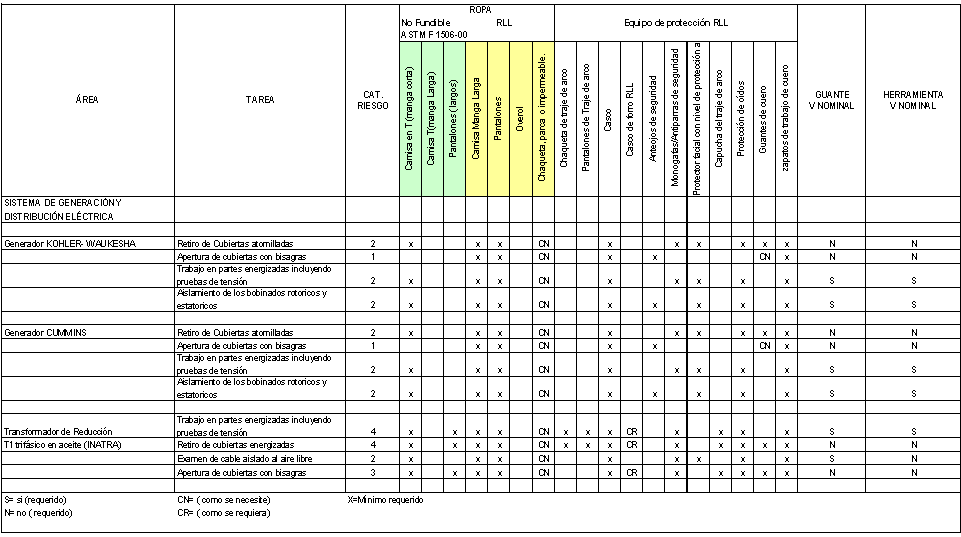 ROPA
No Fundible RLL Equipo de protección RLL
ASTM F 1506-00
ÁREA TAREA CAT. RIESGO Camisa en T (manga corta) Camisa T(manga Larga) Pantalones (largos) Camisa Manga Larga Pantalones Overol Chaqueta, parca o impermeable. Chaqueta de traje de arco Pantalones de Traje de arco Casco Casco de forro RLL Anteojos de seguridad Monogafas/Antiparras de seguridad Protector facial con nivel de protección a Capucha del traje de arco Protección de oídos Guantes de cuero zapatos de trabajo de cuero GUANTE V NOMINAL HERRAMIENTA V NOMINAL
SISTEMA DE GENERACIÓN Y
DISTRIBUCIÓN ELÉCTRICA
Generador KOHLER- WAUKESHA Retiro de Cubiertas atornilladas 2 x x x CN x x x x x x N N
Apertura de cubiertas con bisagras 1 x x CN x x CN x N N
Trabajo en partes energizadas incluyendo
pruebas de tensión 2 x x x CN x x x x x S S
Aislamiento de los bobinados rotoricos y
estatoricos 2 x x x CN x x x x x S S
Generador CUMMINS Retiro de Cubiertas atornilladas 2 x x x CN x x x x x x N N
Apertura de cubiertas con bisagras 1 x x CN x x CN x N N
Trabajo en partes energizadas incluyendo
pruebas de tensión 2 x x x CN x x x x x S S
Aislamiento de los bobinados rotoricos y
estatoricos 2 x x x CN x x x x x S S
Trabajo en partes energizadas incluyendo
Transformador de Reducción pruebas de tensión 4 x x x x CN x x x CR x x x x S S
T1 trifásico en aceite (INATRA) Retiro de cubiertas energizadas 4 x x x x CN x x x CR x x x x x N N
Examen de cable aislado al aire libre 2 x x x CN x x x x x S N
Apertura de cubiertas con bisagras 3 x x x x CN x CR x x x x x N N
S= si (requerido) CN= ( como se necesite) X=Mínimo requerido
N= no ( requerido) CR= ( como se requiera)